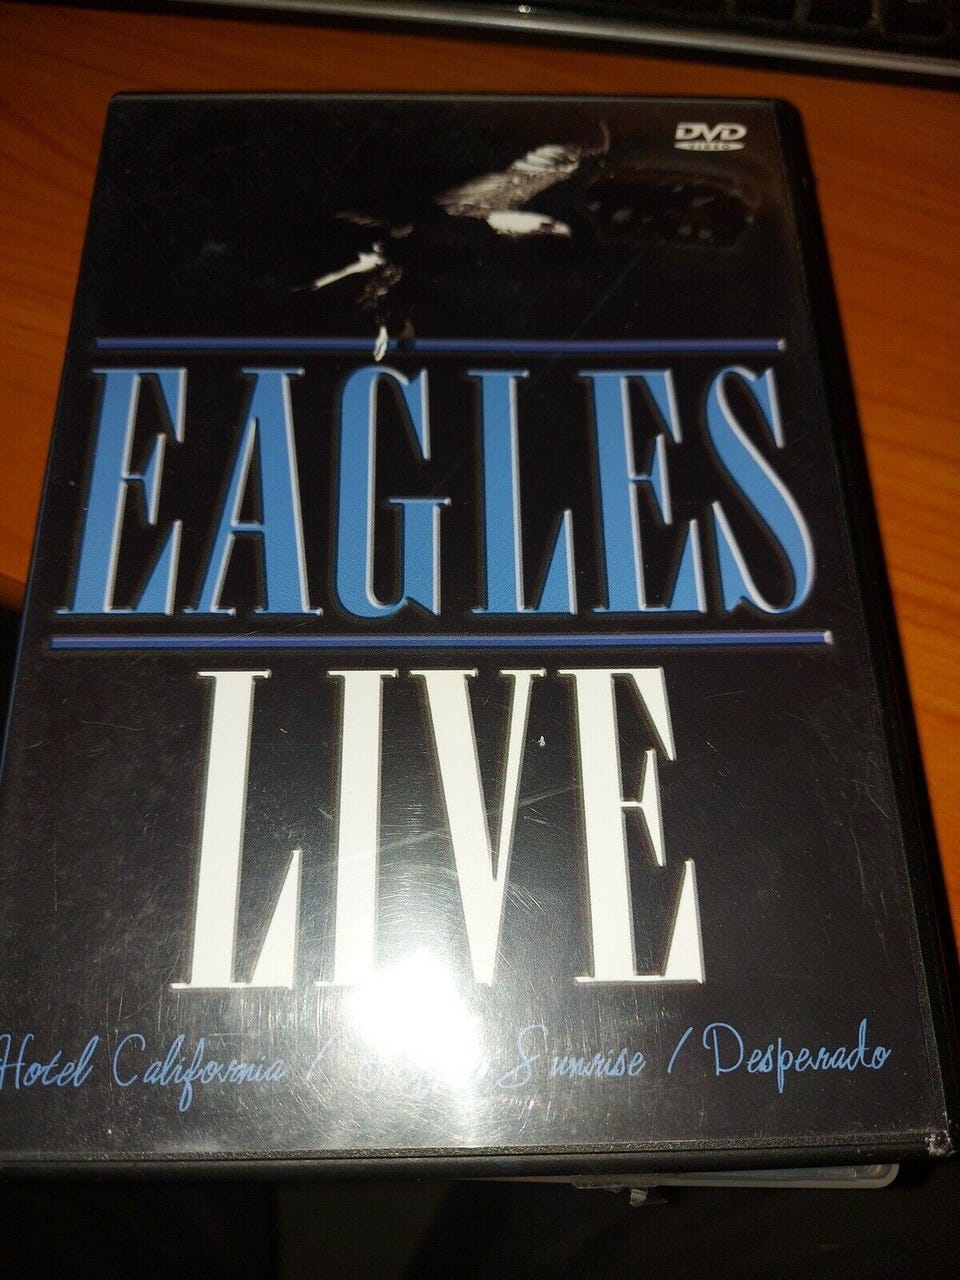 DVD
VIDEO
EAGLES
LIVE
Hotel California / Sunrise / Desperado